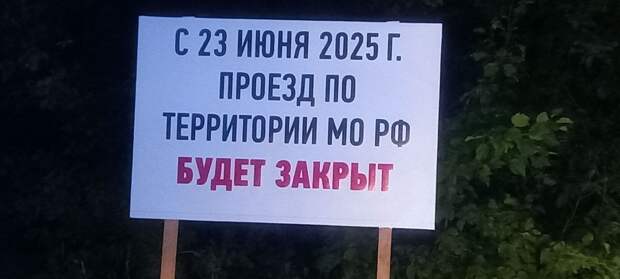 С 23 ИЮНЯ 2025 Г.
ПРОЕЗД ПО
ТЕРРИТОРИИ МО РФ
БУДЕТ ЗАКРЫТ